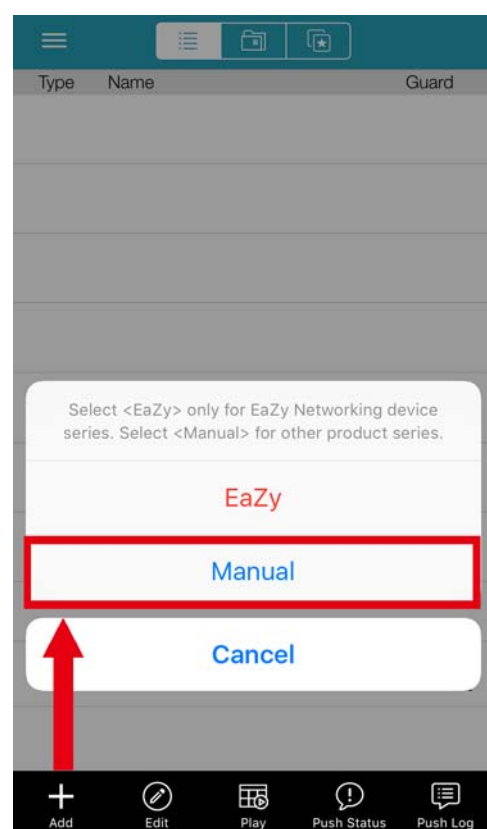 Type Name Guard
Select <EaZy> only for EaZy Networking device
series. Select <Manual> for other product series.
EaZy
Manual
Cancel
Add Edit Play Push Status Push Log